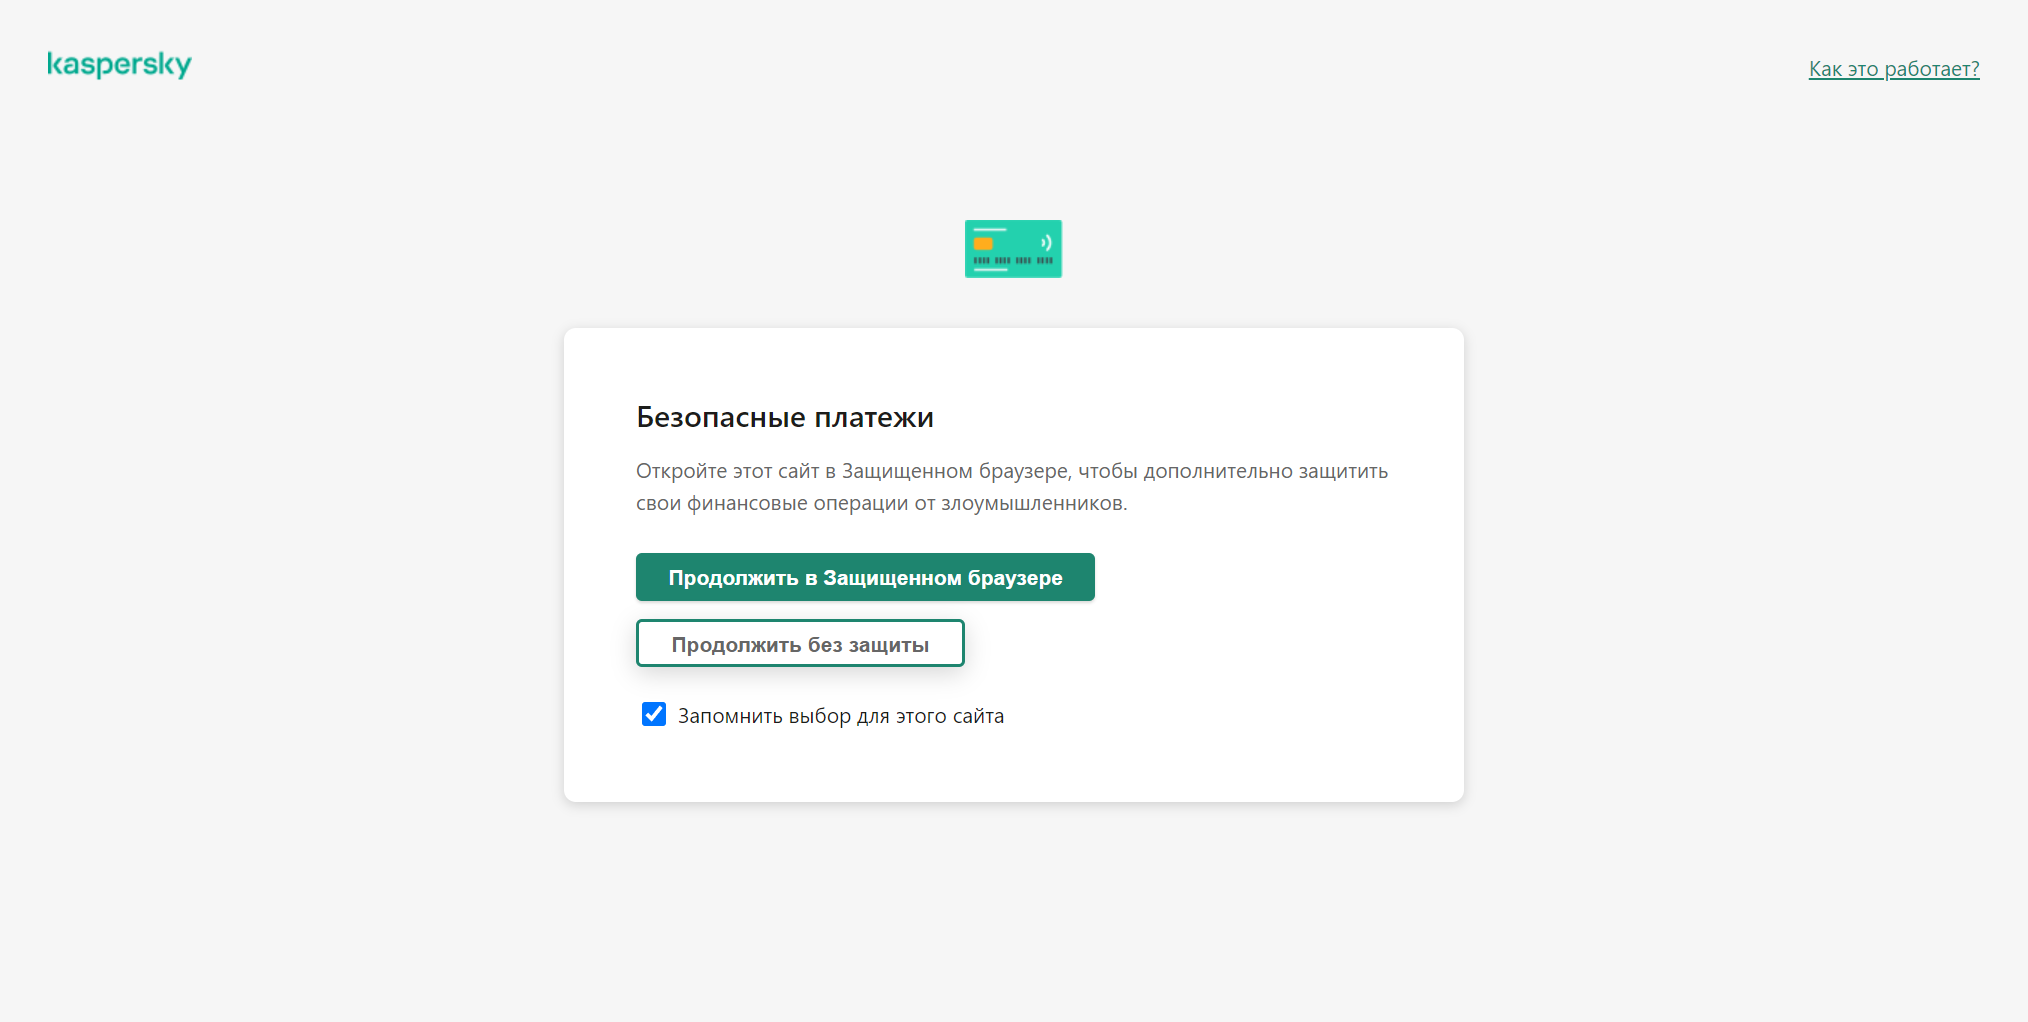 kaspersky
Как это работает?
Безопасные платежи
Откройте этот сайт в Защищенном браузере, чтобы дополнительно защитить
свои финансовые операции от злоумышленников.
Продолжить в Защищенном браузере
Продолжить без защиты
Запомнить выбор для этого сайта